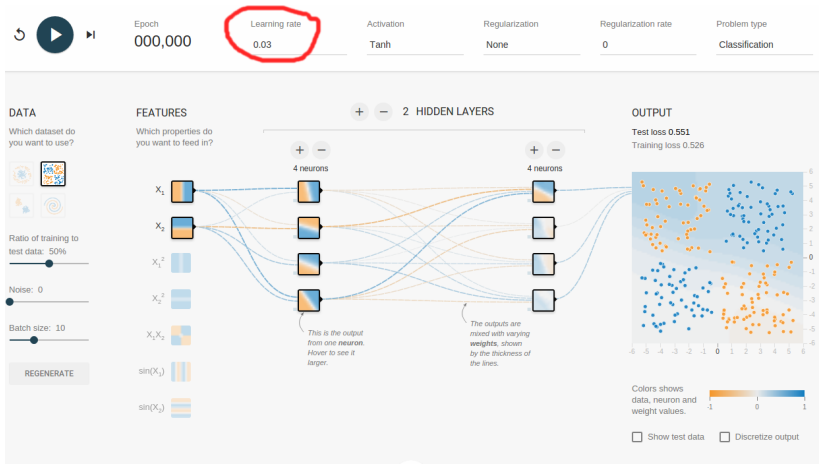 Epoch
000,000
Learning rate
0.03
Activation
Tanh
Regularization
None
Regularization rate
0
Problem type
Classification
DATA
Which dataset do
you want to use?
Ratio of training to
test data: 50%
Noise: 0
Batch size: 10
REGENERATE
FEATURES
Which properties do
you want to feed in?
X₁
X₂
X₁²
X₂²
X₁X₂
sin(X₁)
sin(X₂)
+ − 2 HIDDEN LAYERS
+ −
4 neurons
+ −
4 neurons
This is the output
from one neuron.
Hover to see it
larger.
The outputs are
mixed with varying
weights, shown
by the thickness of
the lines.
OUTPUT
Test loss 0.551
Training loss 0.526
6
5
4
3
2
1
0
-1
-2
-3
-4
-5
-6
-6 -5 -4 -3 -2 -1 0 1 2 3 4 5 6
Colors shows
data, neuron and
weight values.
-1 0 1
Show test data
Discretize output